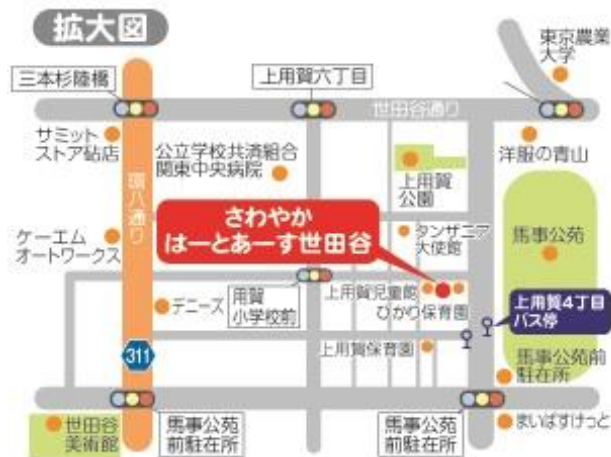 拡大図
東京農業
大学
三本杉陸橋
上用賀六丁目
世田谷通り
サミット
ストア砧店
公立学校共済組合
関東中央病院
洋服の青山
環八通り
上用賀
公園
さわやか
はーとあーす世田谷
タンザニア
大使館
馬事公苑
ケーエム
オートワークス
デニーズ
用賀
小学校前
上用賀児童館
ひかり保育園
上用賀4丁目
バス停
311
上用賀保育園
馬事公苑前
駐在所
世田谷
美術館
馬事公苑
前駐在所
馬事公苑
前駐在所
まいばすけっと